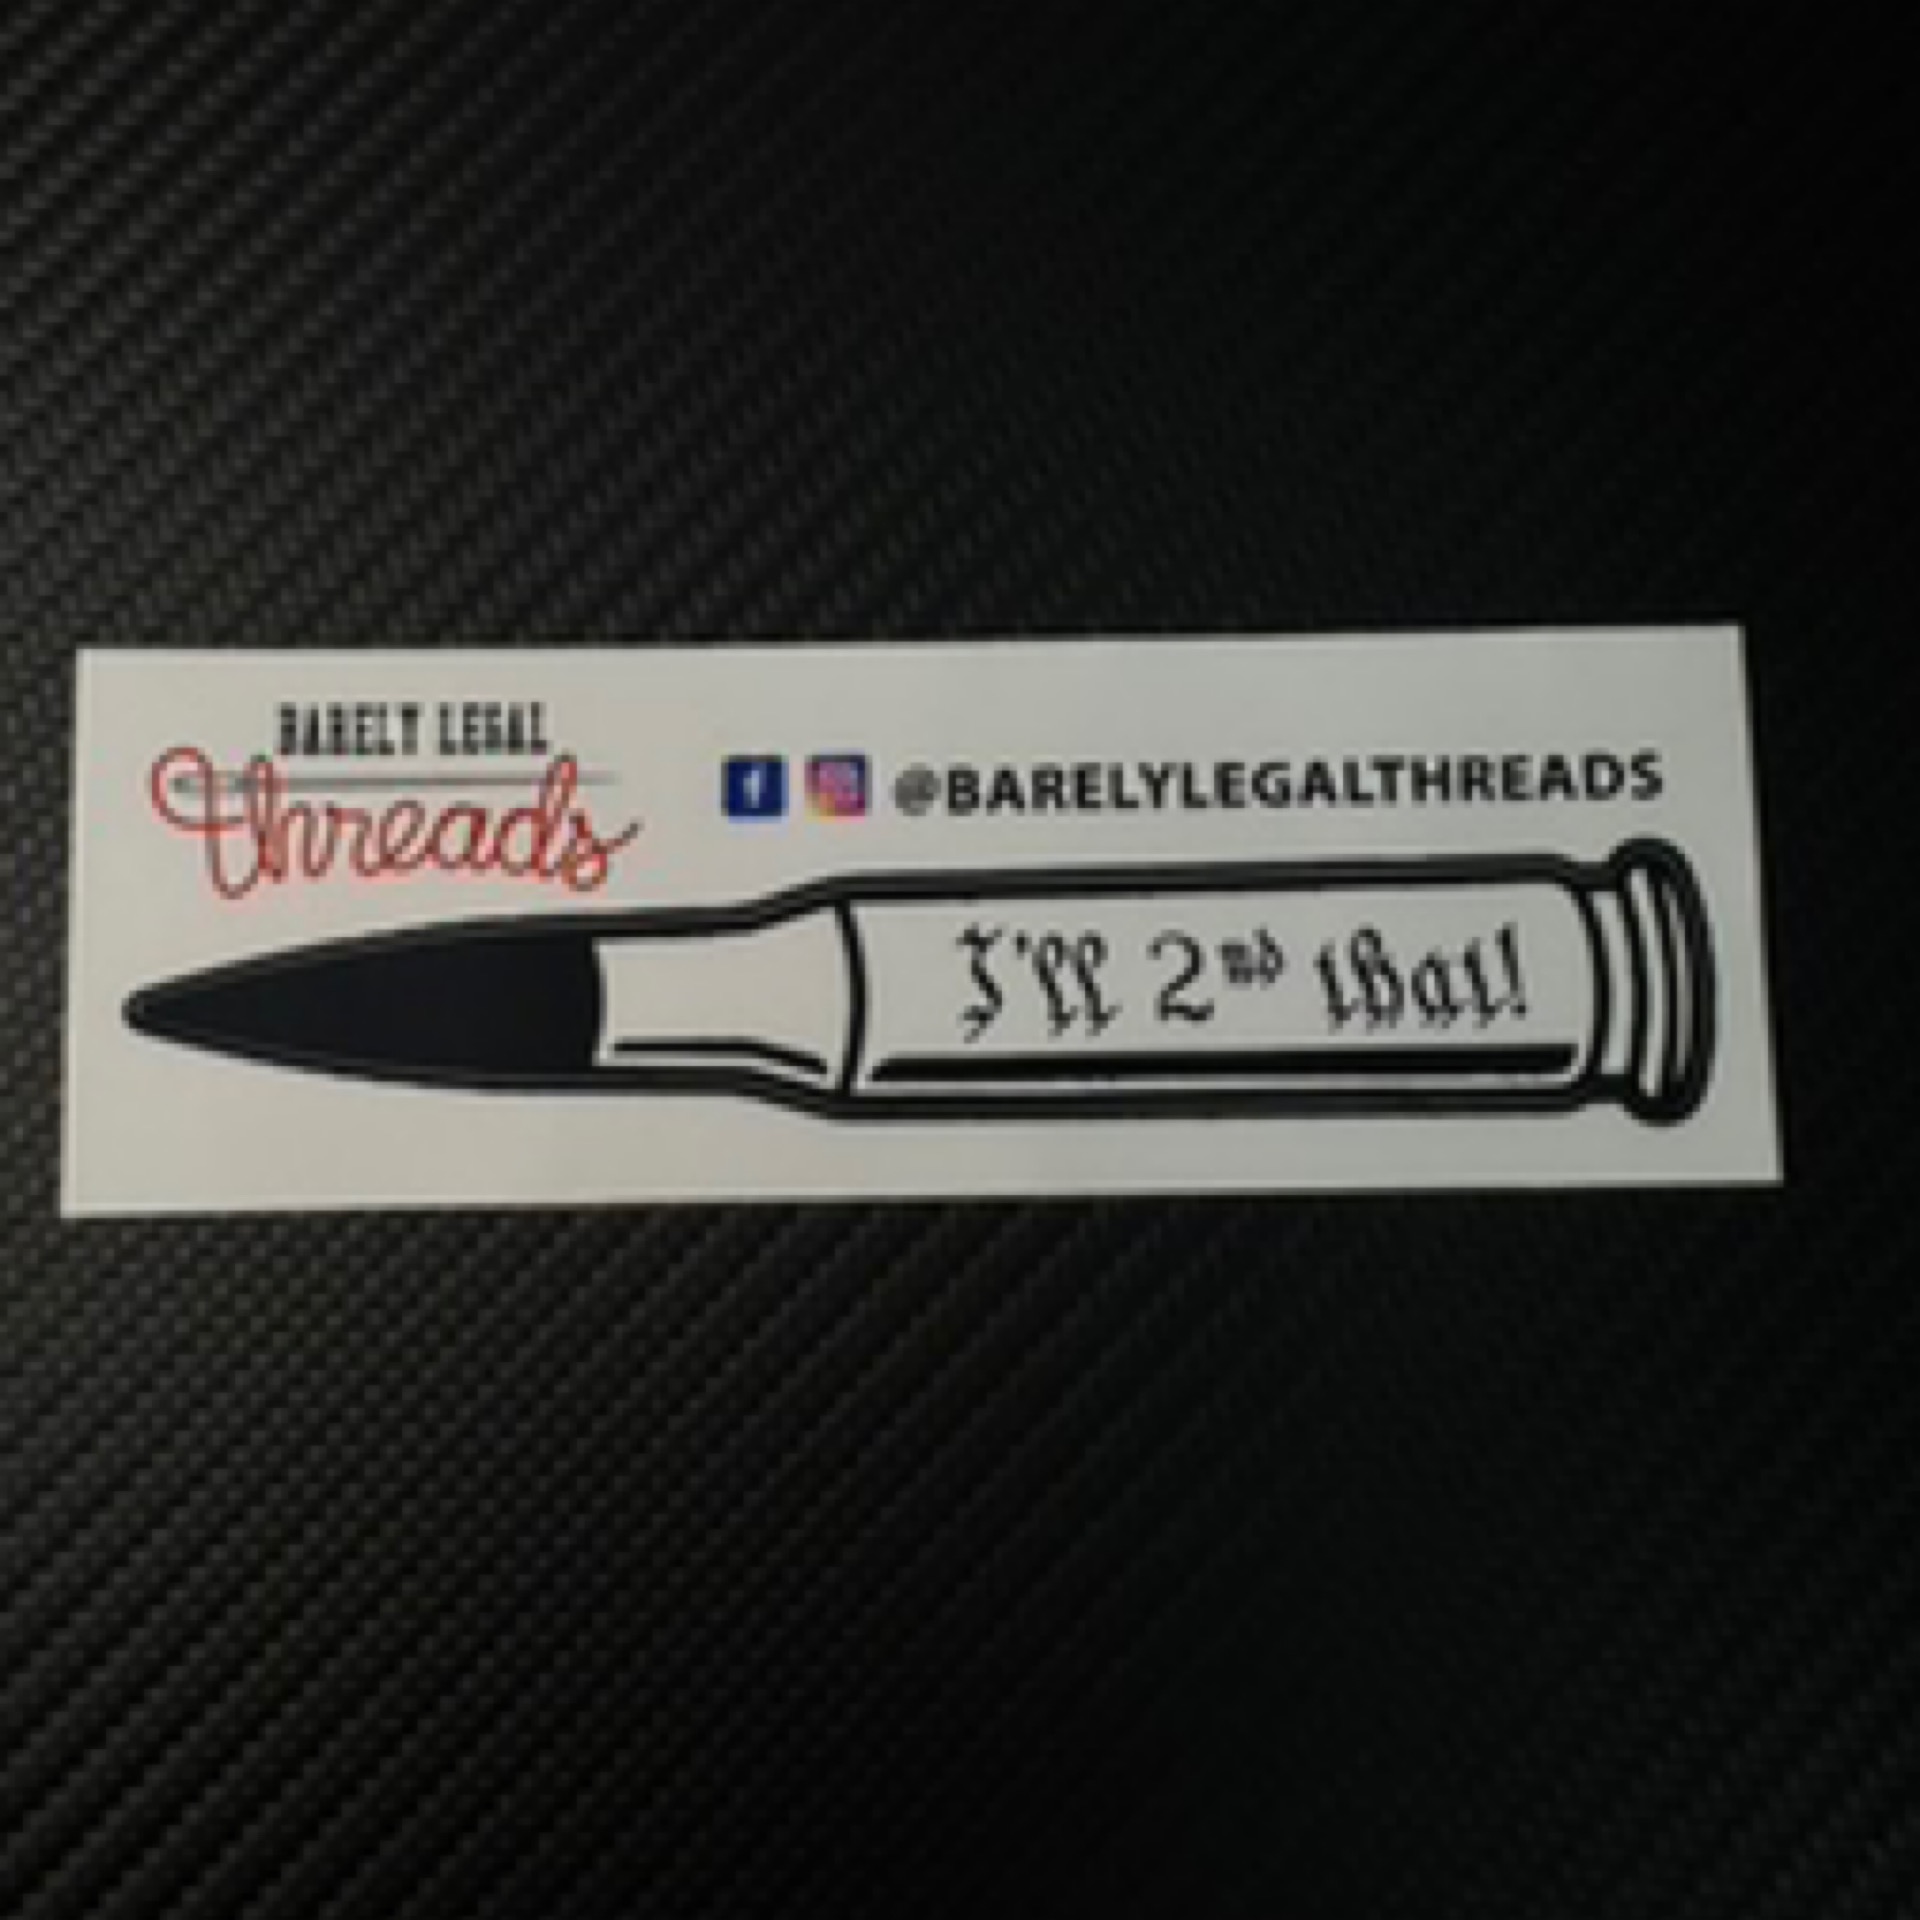 BARELY LEGAL
threads
@BARELYLEGALTHREADS
I'll 2nd that!